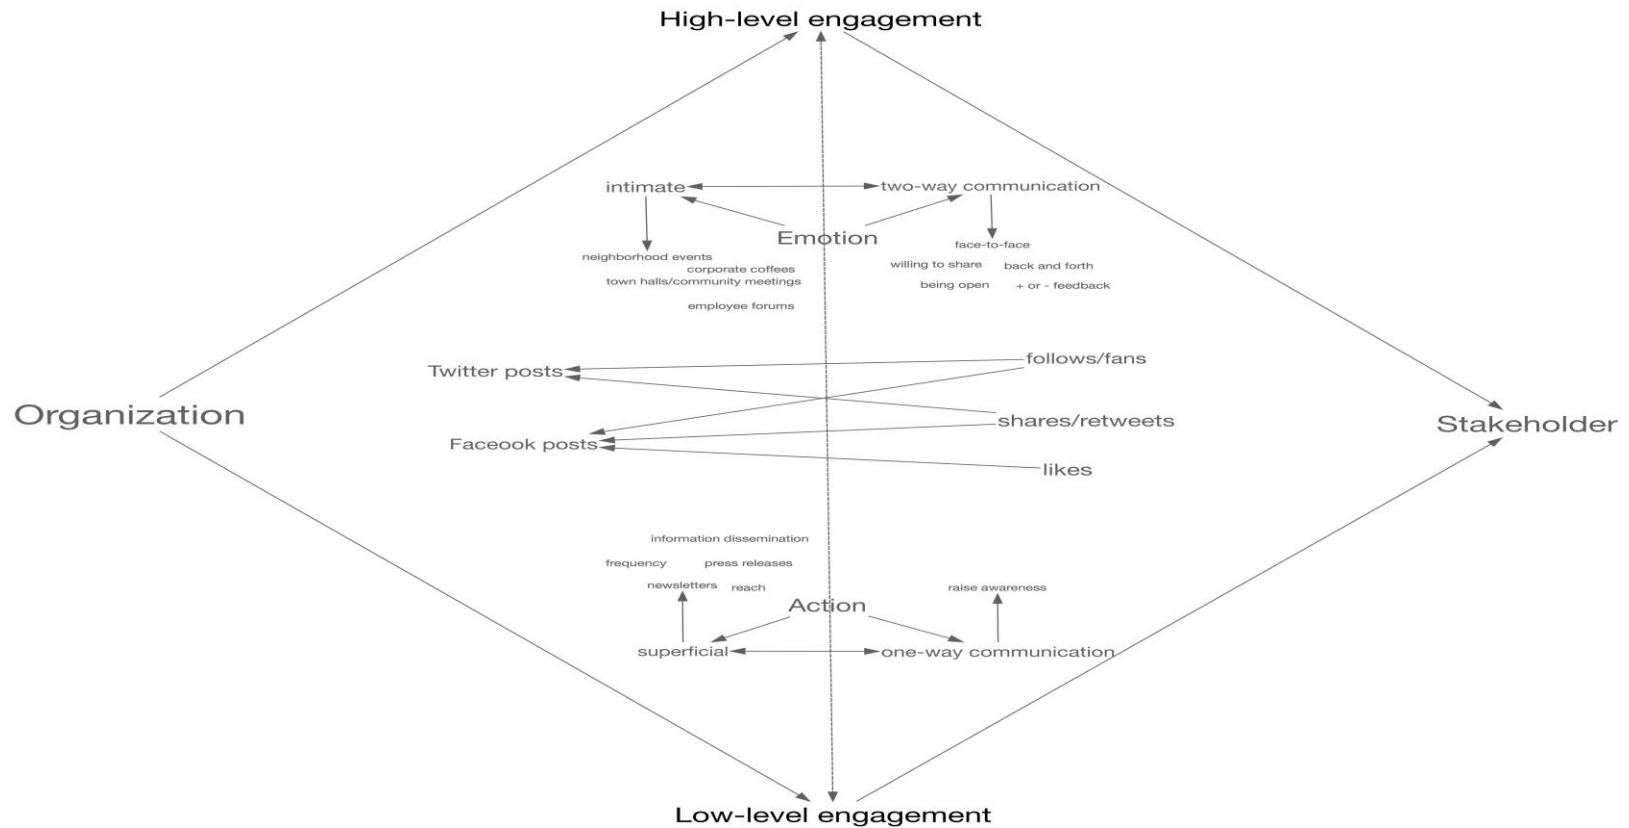 High-level engagement
intimate
two-way communication
Emotion
face-to-face
neighborhood events
willing to share
back and forth
corporate coffees
town halls/community meetings
being open
+ or - feedback
employee forums
follows/fans
Twitter posts
Organization
shares/retweets
Stakeholder
Faceook posts
likes
information dissemination
frequency
press releases
newsletters
reach
raise awareness
Action
superficial
one-way communication
Low-level engagement